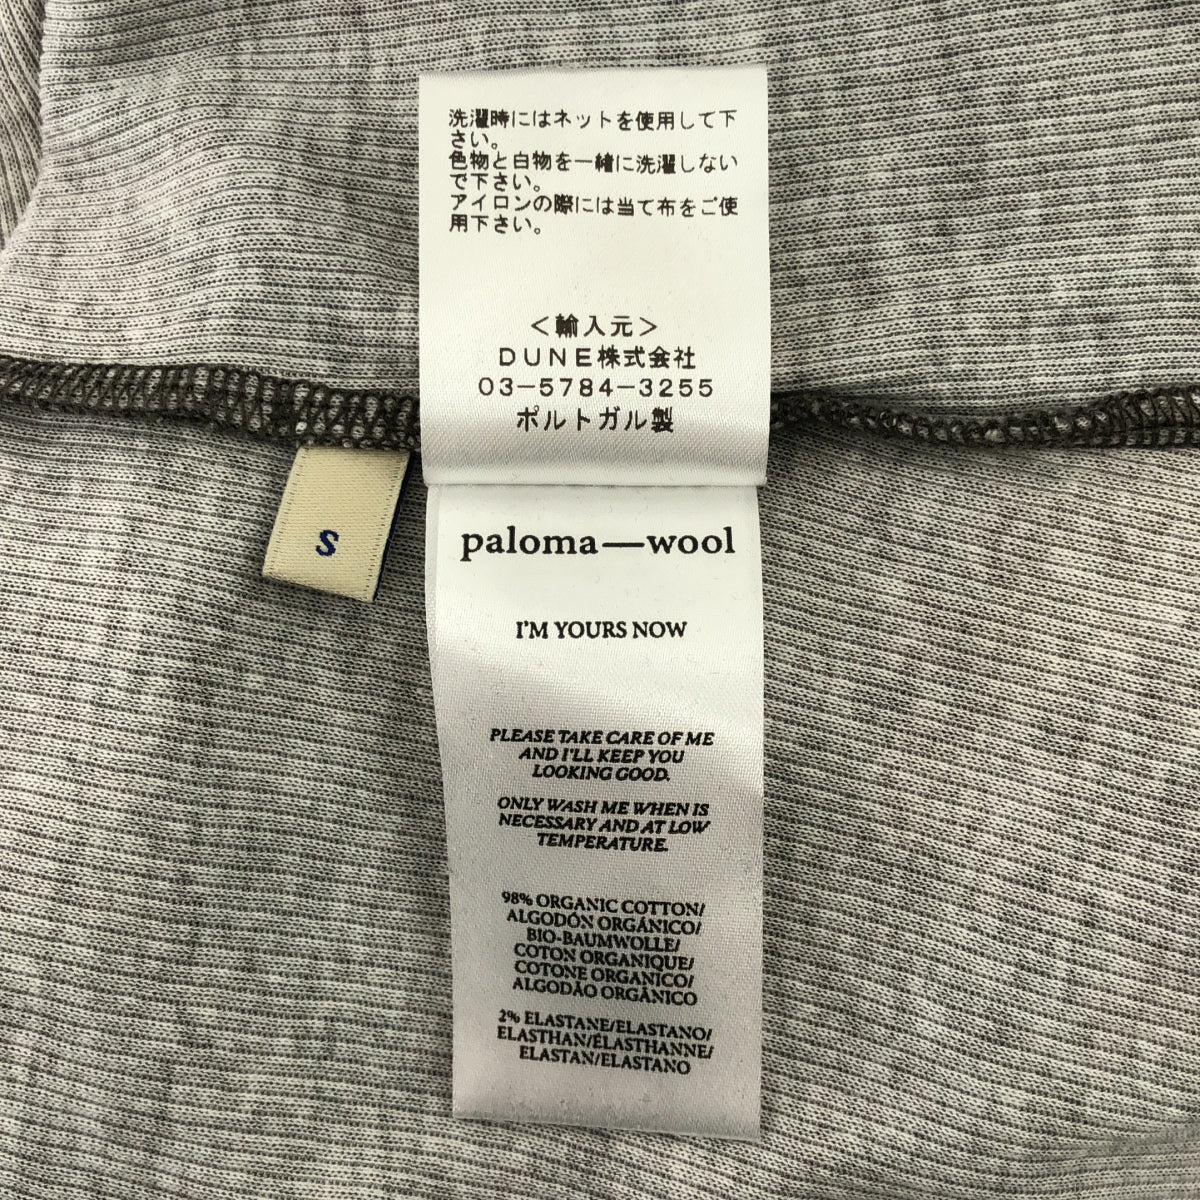 洗濯時にはネットを使用して下
さい。
色物と白物を一緒に洗濯しない
で下さい。
アイロンの際には当て布をご使
用下さい。
＜輸入元＞
DUNE株式会社
03-5784-3255
ポルトガル製
S
paloma—wool
I'M YOURS NOW
PLEASE TAKE CARE OF ME
AND I'LL KEEP YOU
LOOKING GOOD.
ONLY WASH ME WHEN IS
NECESSARY AND AT LOW
TEMPERATURE.
98% ORGANIC COTTON/
ALGODÓN ORGÁNICO/
BIO-BAUMWOLLE/
COTON ORGANIQUE/
COTONE ORGANICO/
ALGODÃO ORGÂNICO
2% ELASTANE/ELASTANO/
ELASTHAN/ÉLASTHANNE/
ELASTAN/ELASTANO